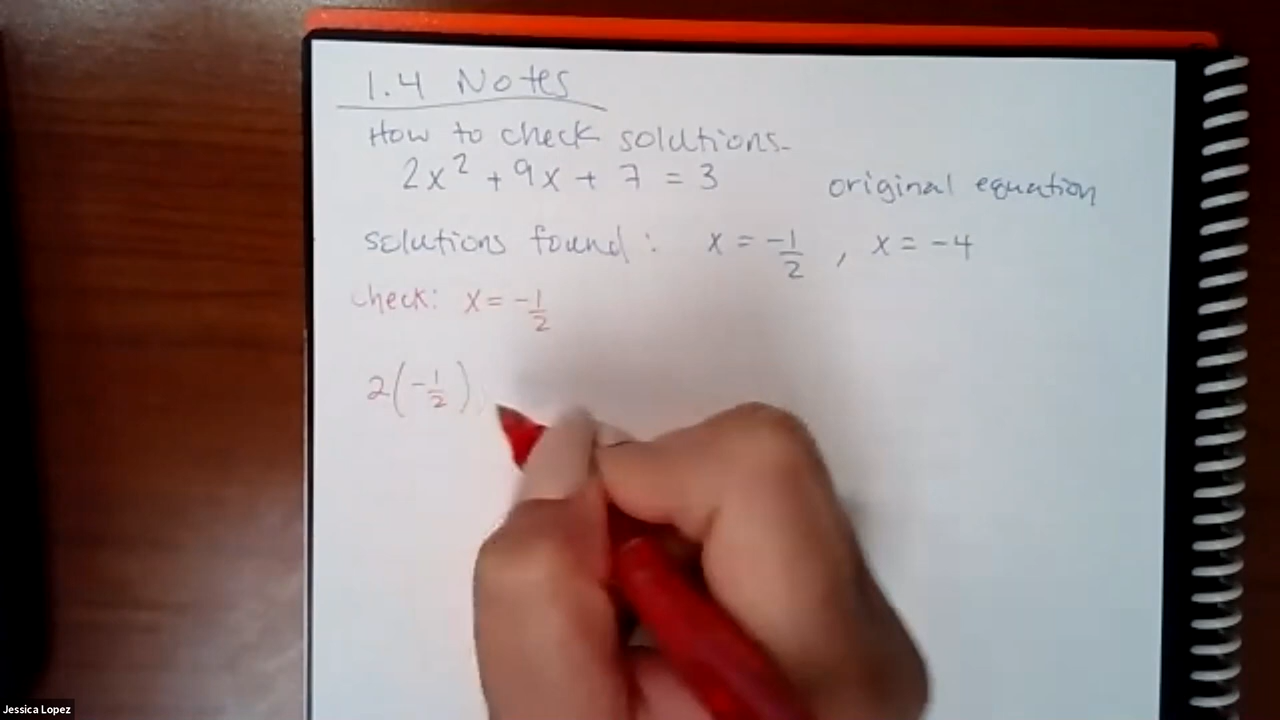 1.4 Notes
How to check solutions.
2x² + 9x + 7 = 3 original equation
solutions found : x = -1/2 , x = -4
check: x = -1/2
2(-1/2)
Jessica Lopez